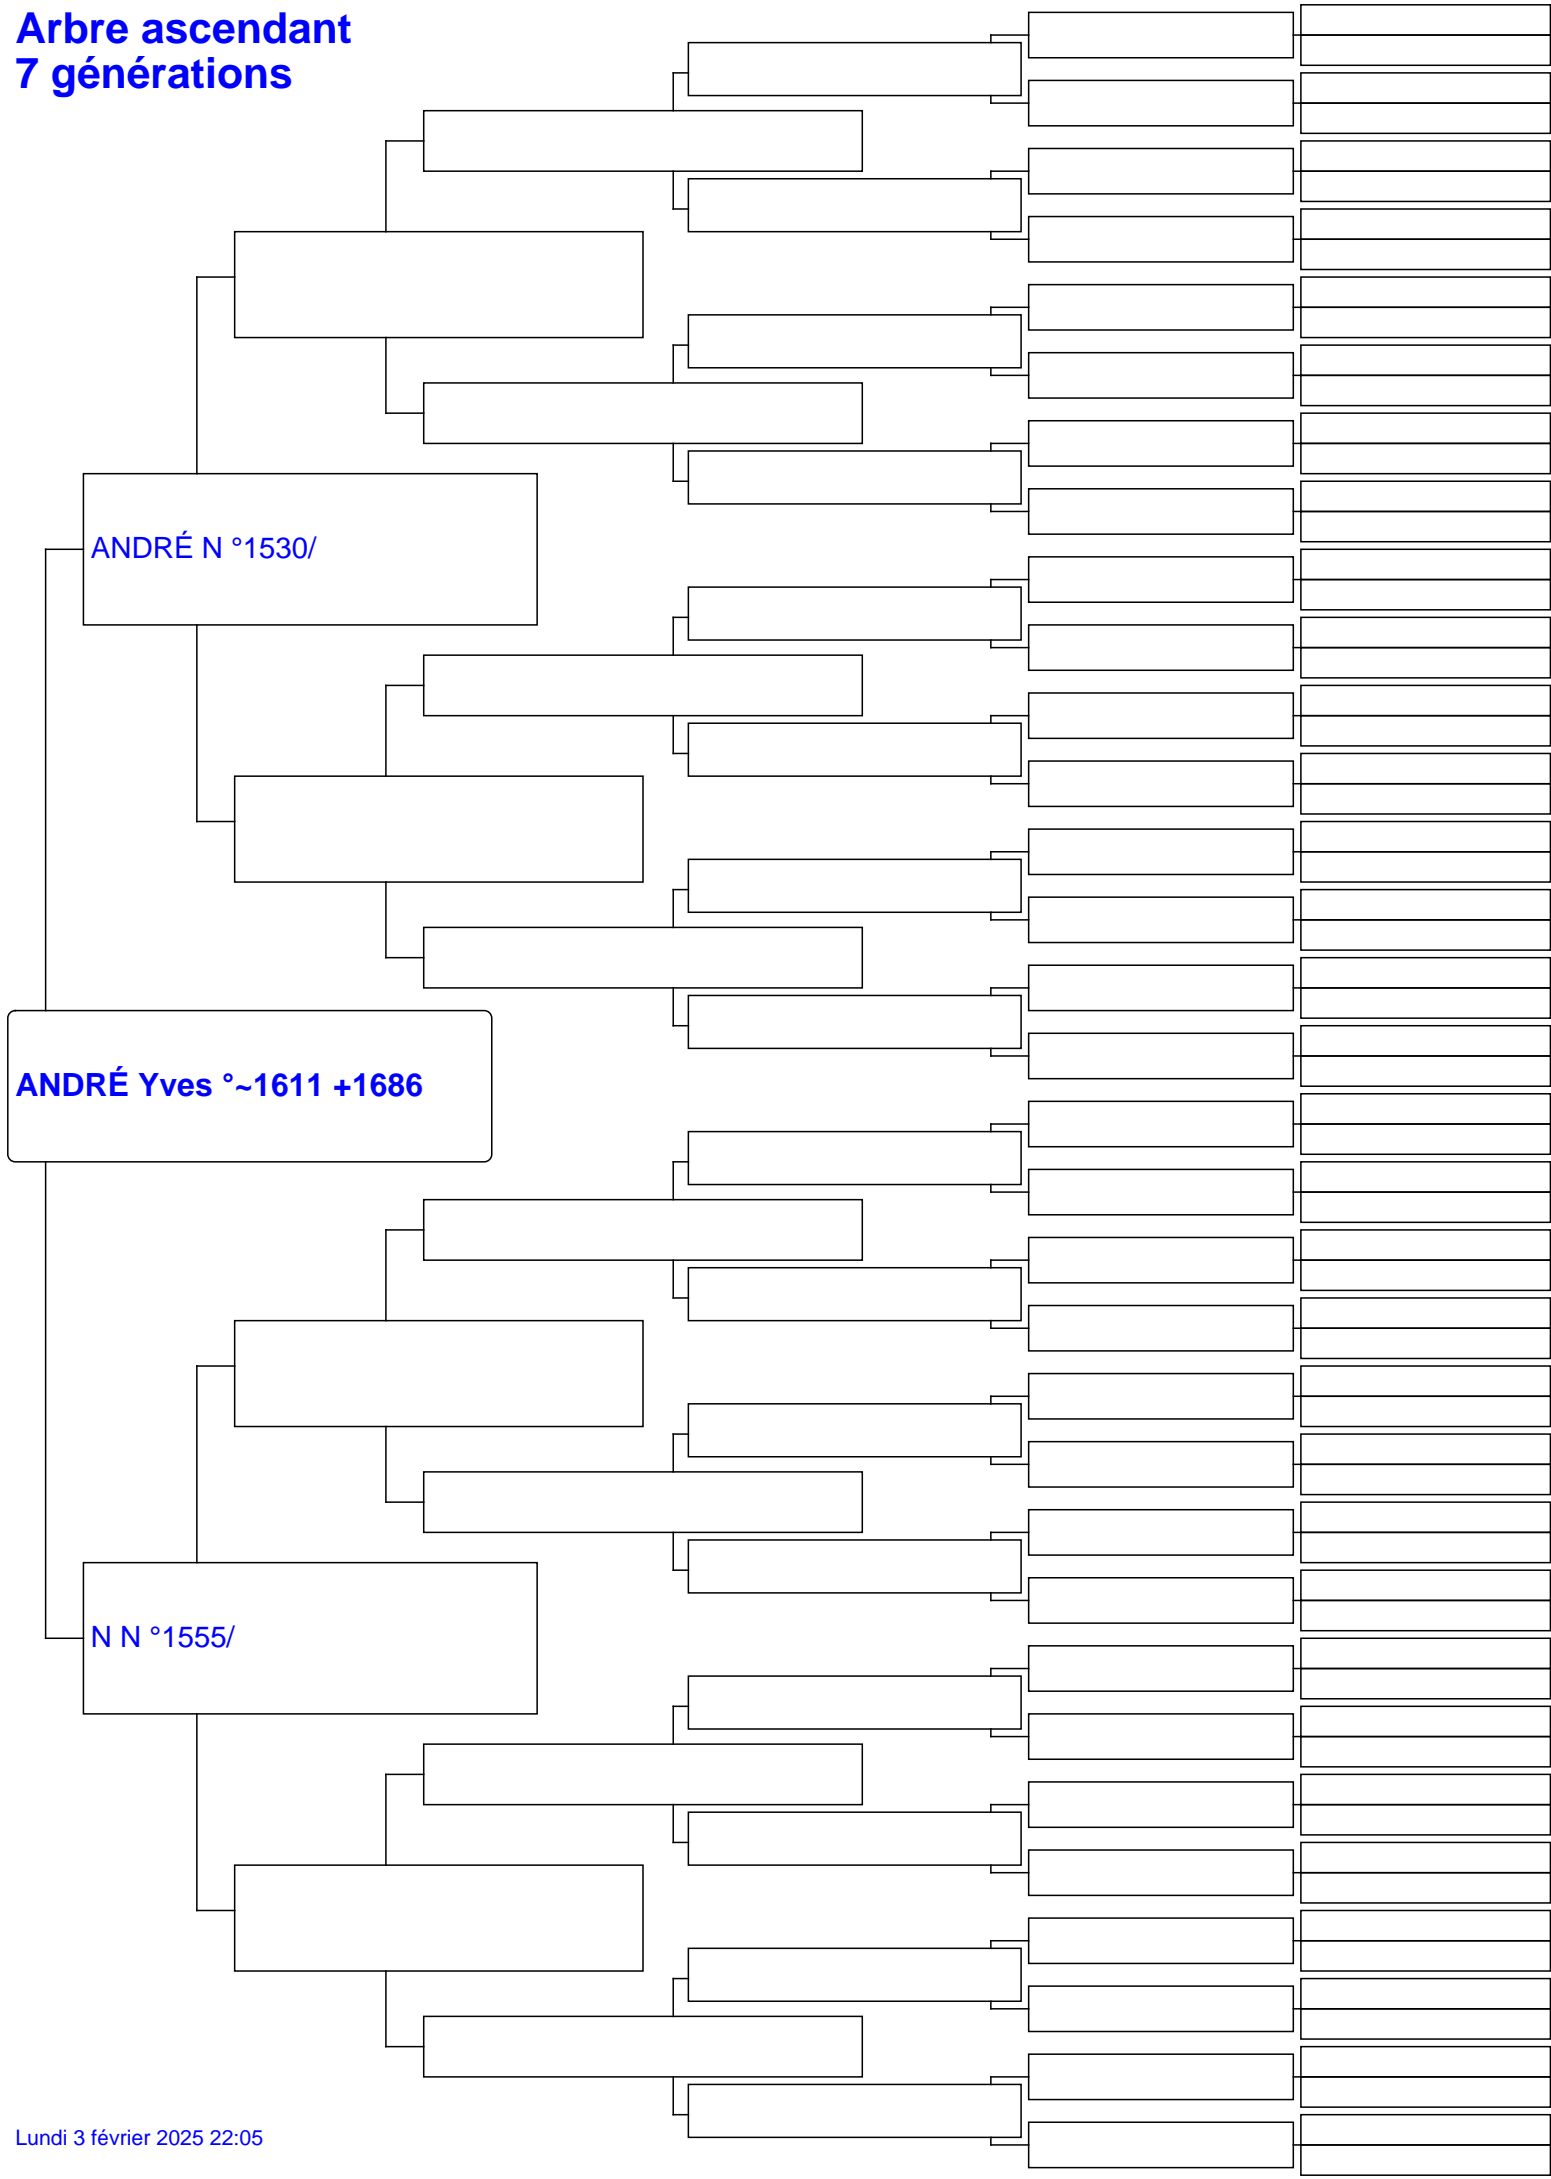 Arbre ascendant
7 générations
ANDRÉ N °1530/
ANDRÉ Yves °~1611 +1686
N N °1555/
Lundi 3 février 2025 22:05